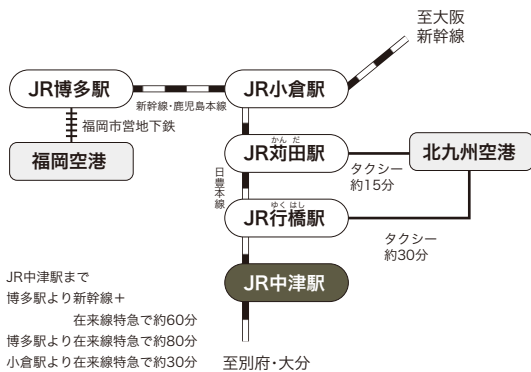 至大阪
新幹線
JR博多駅
新幹線・鹿児島本線
JR小倉駅
福岡市営地下鉄
福岡空港
かんだ
JR苅田駅
タクシー
約15分
北九州空港
日豊本線
ゆくはし
JR行橋駅
タクシー
約30分
JR中津駅
JR中津駅まで
博多駅より新幹線＋
在来線特急で約60分
博多駅より在来線特急で約80分
小倉駅より在来線特急で約30分
至別府・大分